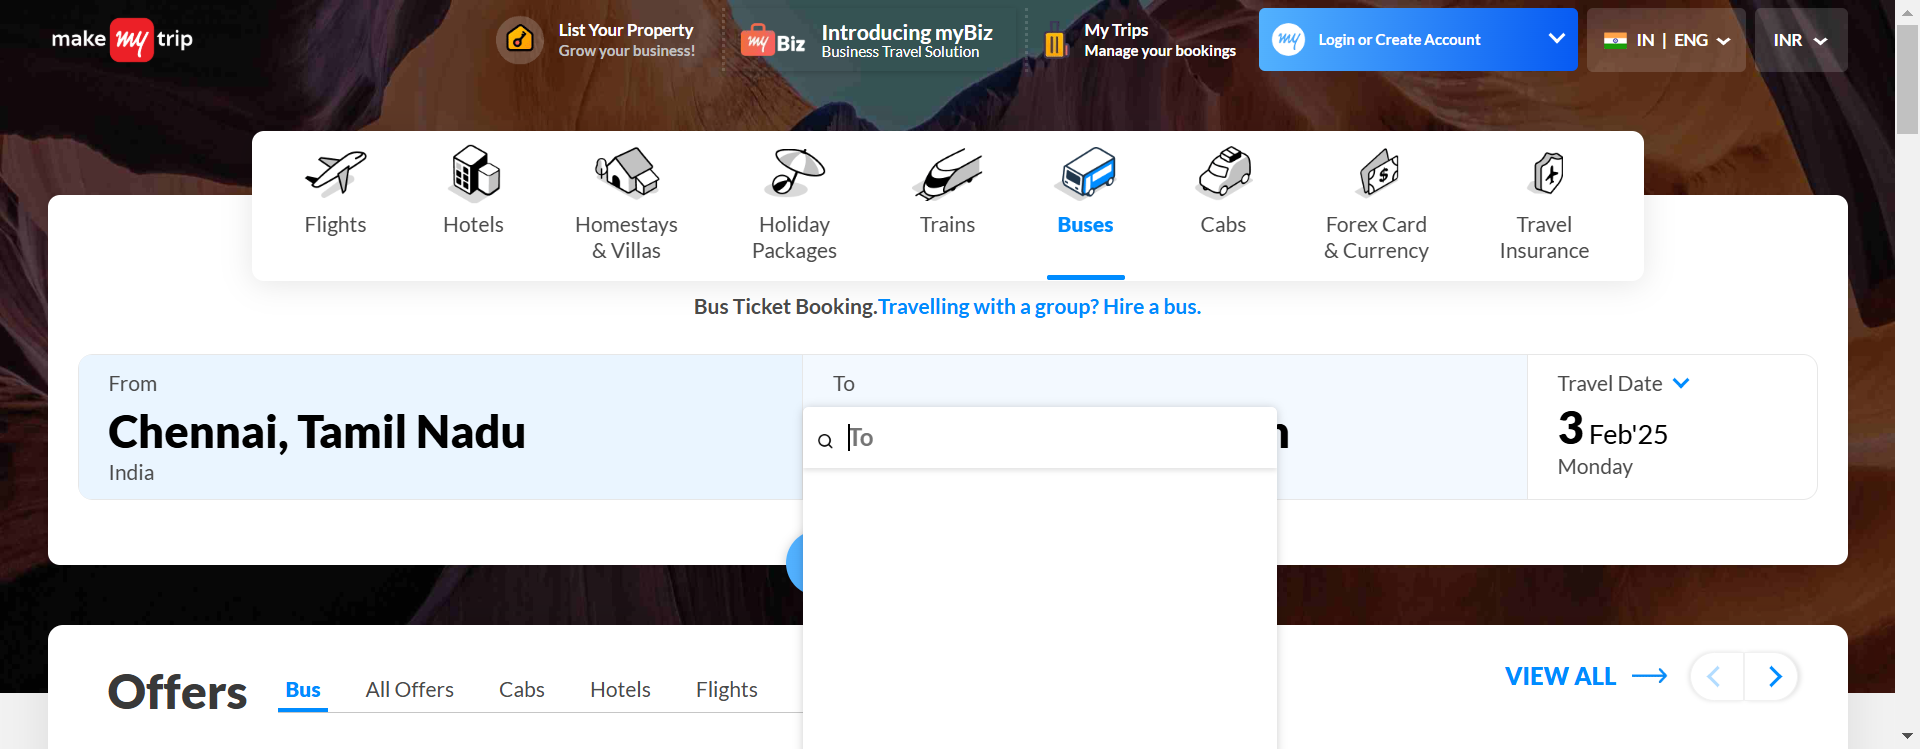 make my trip
List Your Property
Grow your business!
my Biz
Introducing myBiz
Business Travel Solution
My Trips
Manage your bookings
my Login or Create Account
IN | ENG
INR
Flights
Hotels
Homestays
& Villas
Holiday
Packages
Trains
Buses
Cabs
Forex Card
& Currency
Travel
Insurance
Bus Ticket Booking.Travelling with a group? Hire a bus.
From
Chennai, Tamil Nadu
India
To
To
Travel Date
3 Feb'25
Monday
Offers
Bus
All Offers
Cabs
Hotels
Flights
VIEW ALL